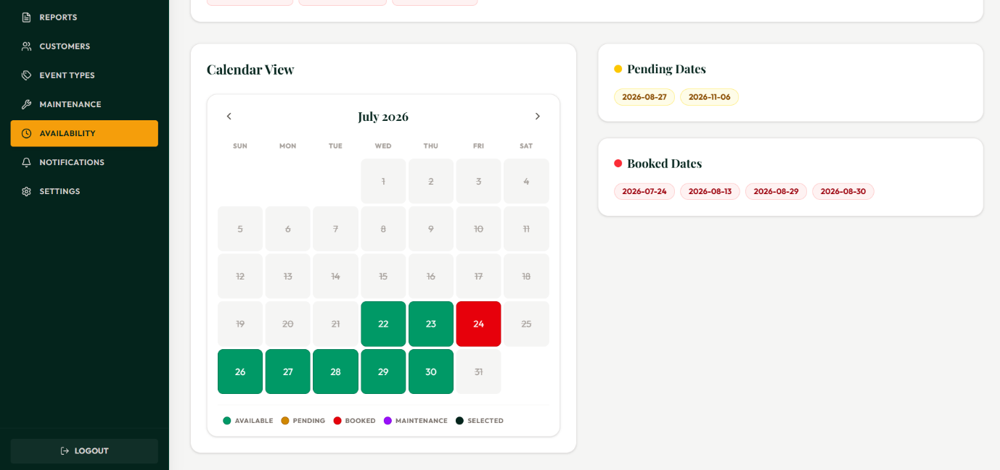 REPORTS
CUSTOMERS
EVENT TYPES
MAINTENANCE
AVAILABILITY
NOTIFICATIONS
SETTINGS
LOGOUT
Calendar View
July 2026
SUN MON TUE WED THU FRI SAT
1 2 3 4
5 6 7 8 9 10 11
12 13 14 15 16 17 18
19 20 21 22 23 24 25
26 27 28 29 30 31
AVAILABLE PENDING BOOKED MAINTENANCE SELECTED
Pending Dates
2026-08-27 2026-11-06
Booked Dates
2026-07-24 2026-08-13 2026-08-29 2026-08-30